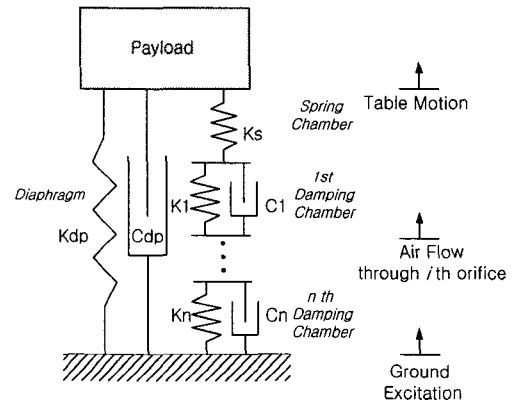 Payload
Spring
Chamber
Table Motion
Ks
Diaphragm
Kdp
Cdp
K1
C1
1st
Damping
Chamber
Air Flow
through i th orifice
Kn
Cn
n th
Damping
Chamber
Ground
Excitation